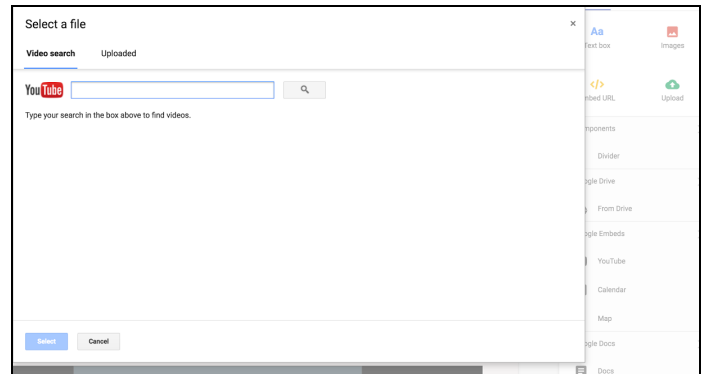 Select a file
×
Video search Uploaded
YouTube
Type your search in the box above to find videos.
Select Cancel
Aa
Text box Images
</>
mbed URL Upload
mponents
Divider
ogle Drive
From Drive
ogle Embeds
YouTube
Calendar
Map
ogle Docs
Docs